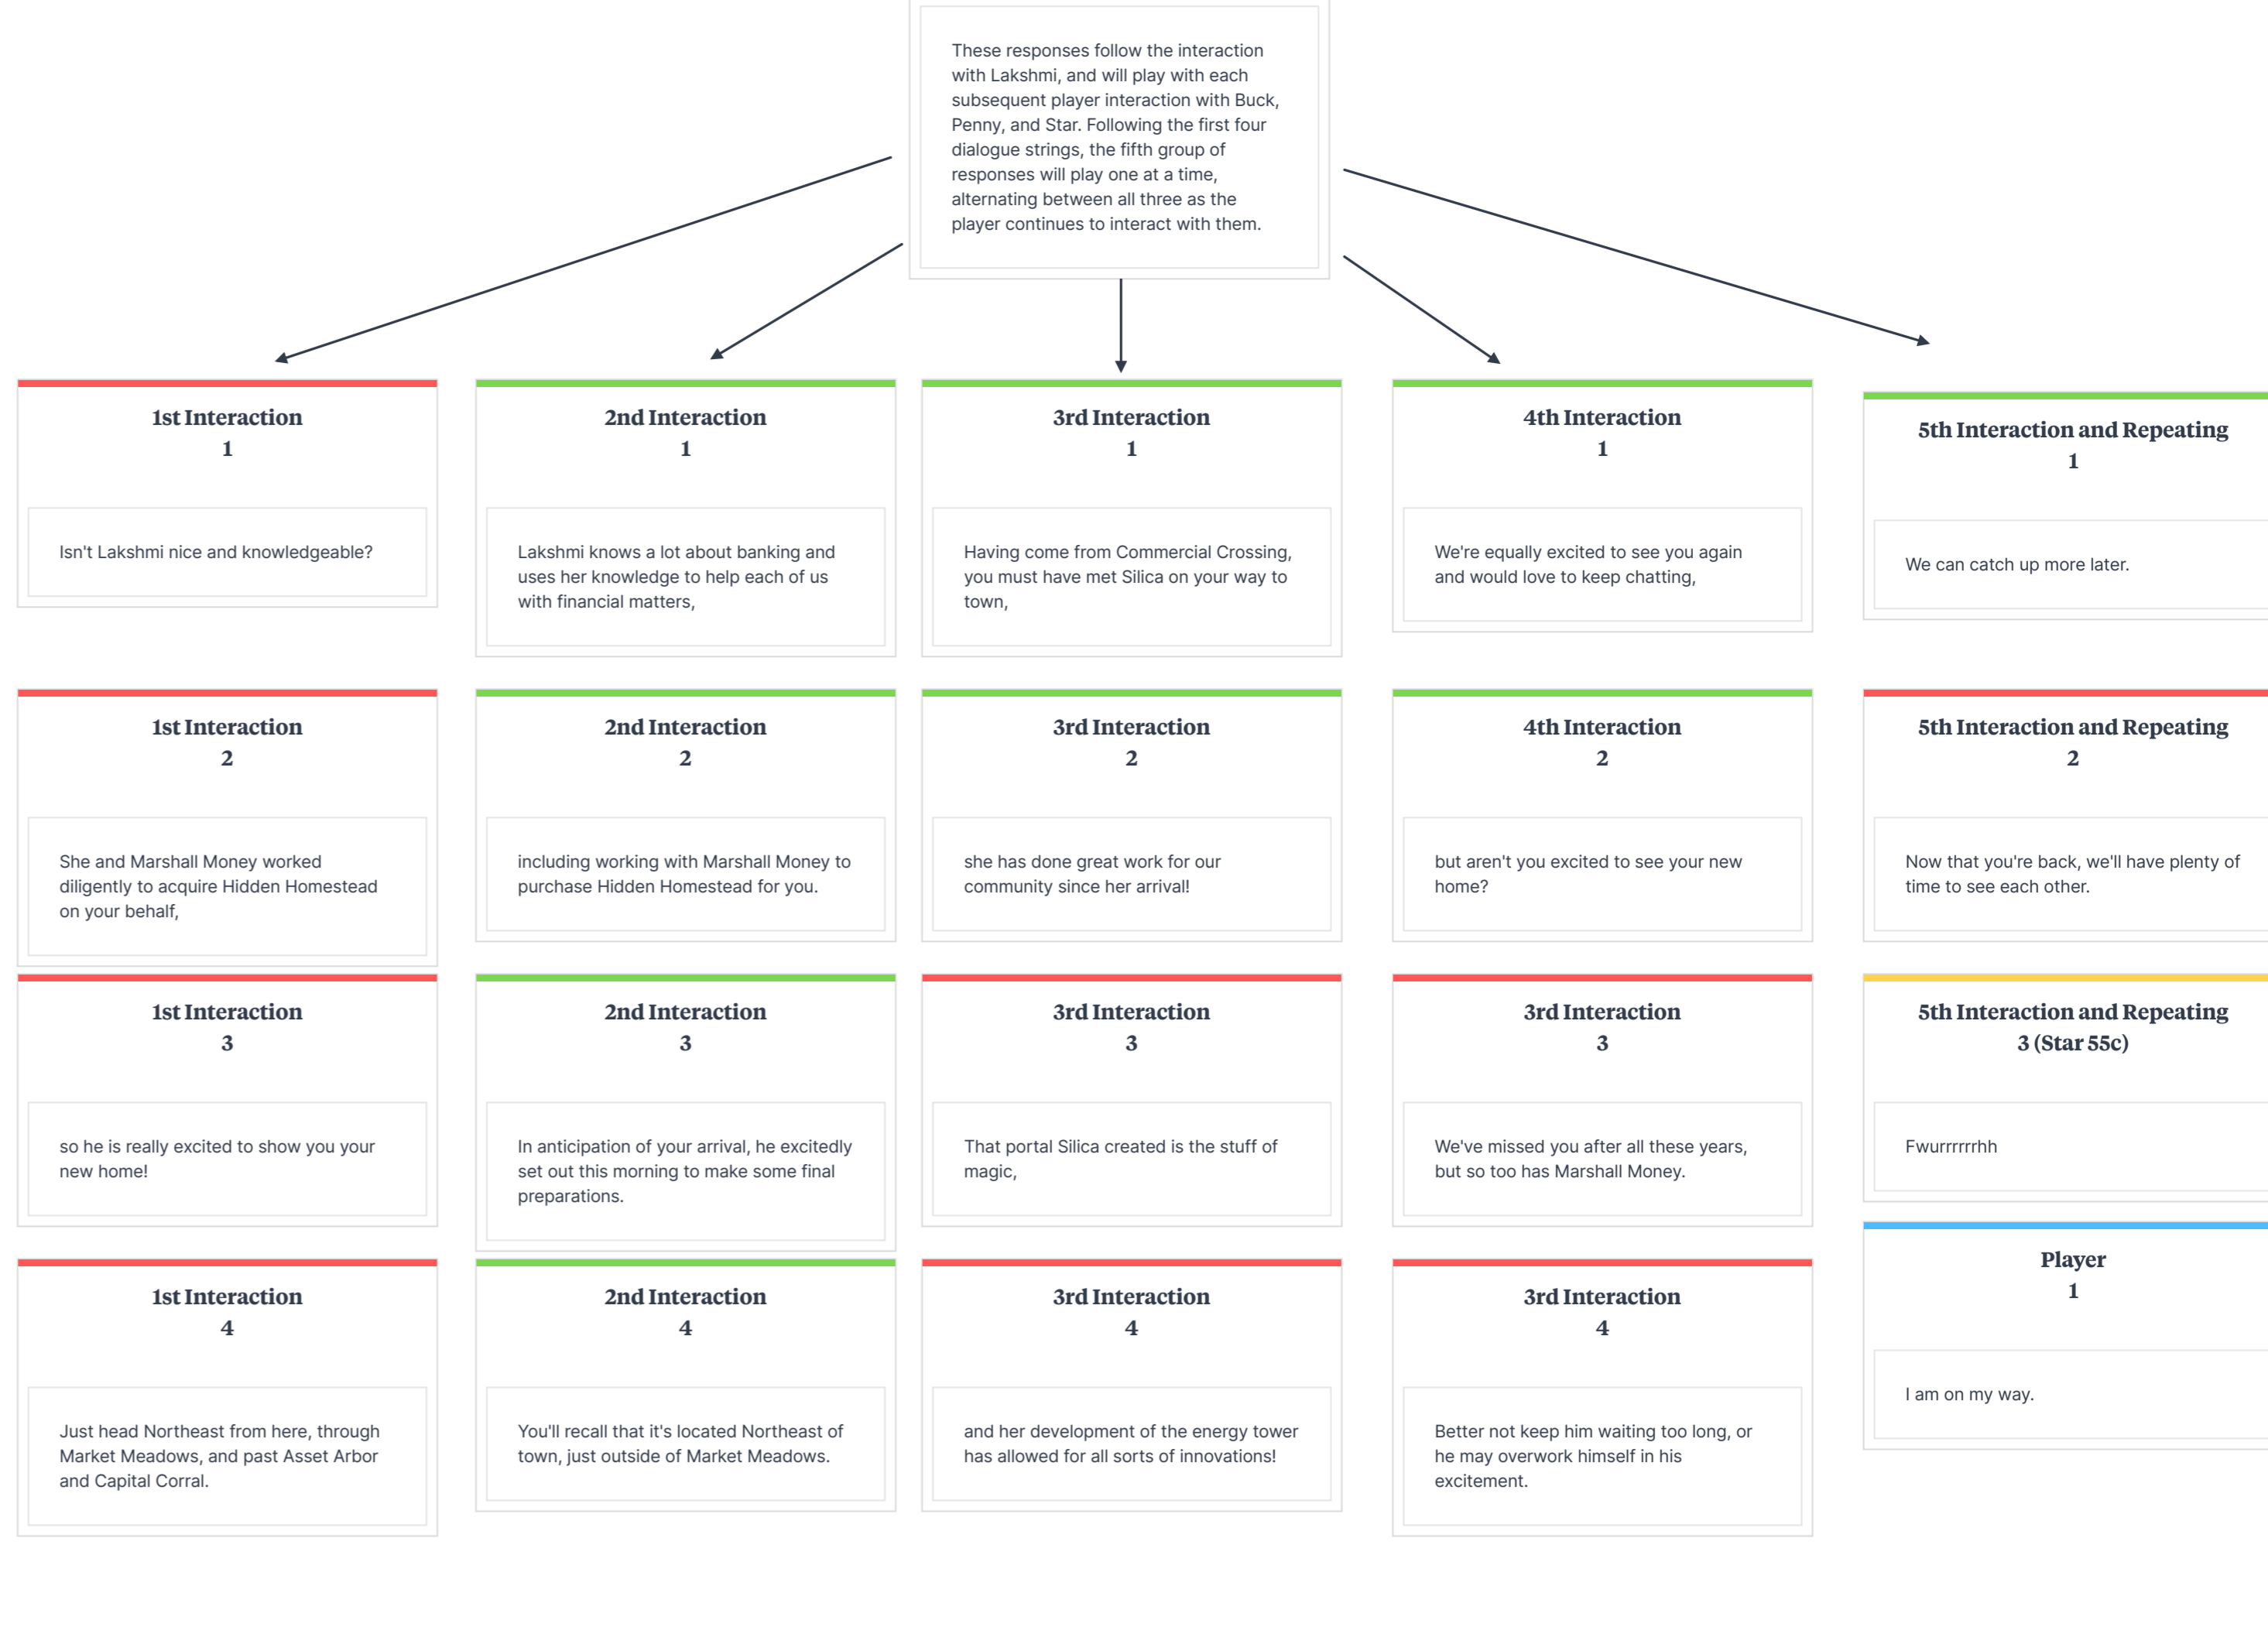 These responses follow the interaction
with Lakshmi, and will play with each
subsequent player interaction with Buck,
Penny, and Star. Following the first four
dialogue strings, the fifth group of
responses will play one at a time,
alternating between all three as the
player continues to interact with them.
1st Interaction
1
Isn't Lakshmi nice and knowledgeable?
2nd Interaction
1
Lakshmi knows a lot about banking and
uses her knowledge to help each of us
with financial matters,
3rd Interaction
1
Having come from Commercial Crossing,
you must have met Silica on your way to
town,
4th Interaction
1
We're equally excited to see you again
and would love to keep chatting,
5th Interaction and Repeating
1
We can catch up more later.
1st Interaction
2
She and Marshall Money worked
diligently to acquire Hidden Homestead
on your behalf,
2nd Interaction
2
including working with Marshall Money to
purchase Hidden Homestead for you.
3rd Interaction
2
she has done great work for our
community since her arrival!
4th Interaction
2
but aren't you excited to see your new
home?
5th Interaction and Repeating
2
Now that you're back, we'll have plenty of
time to see each other.
1st Interaction
3
so he is really excited to show you your
new home!
2nd Interaction
3
In anticipation of your arrival, he excitedly
set out this morning to make some final
preparations.
3rd Interaction
3
That portal Silica created is the stuff of
magic,
3rd Interaction
3
We've missed you after all these years,
but so too has Marshall Money.
5th Interaction and Repeating
3 (Star 55c)
Fwurrrrrrhh
1st Interaction
4
Just head Northeast from here, through
Market Meadows, and past Asset Arbor
and Capital Corral.
2nd Interaction
4
You'll recall that it's located Northeast of
town, just outside of Market Meadows.
3rd Interaction
4
and her development of the energy tower
has allowed for all sorts of innovations!
3rd Interaction
4
Better not keep him waiting too long, or
he may overwork himself in his
excitement.
Player
1
I am on my way.